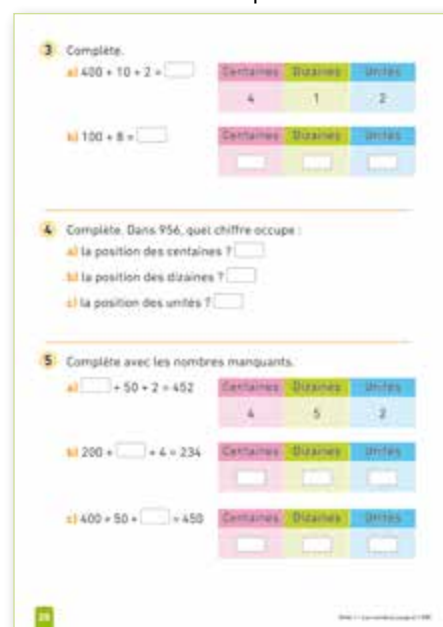 3 Complète.
a) 400 + 10 + 2 = Centaines Dizaines Unités
4 1 2
b) 100 + 8 = Centaines Dizaines Unités
4 Complète. Dans 956, quel chiffre occupe :
a) la position des centaines ?
b) la position des dizaines ?
c) la position des unités ?
5 Complète avec les nombres manquants.
a) + 50 + 2 = 452 Centaines Dizaines Unités
4 5 2
b) 200 + + 4 = 234 Centaines Dizaines Unités
c) 400 + 50 + = 450 Centaines Dizaines Unités
28